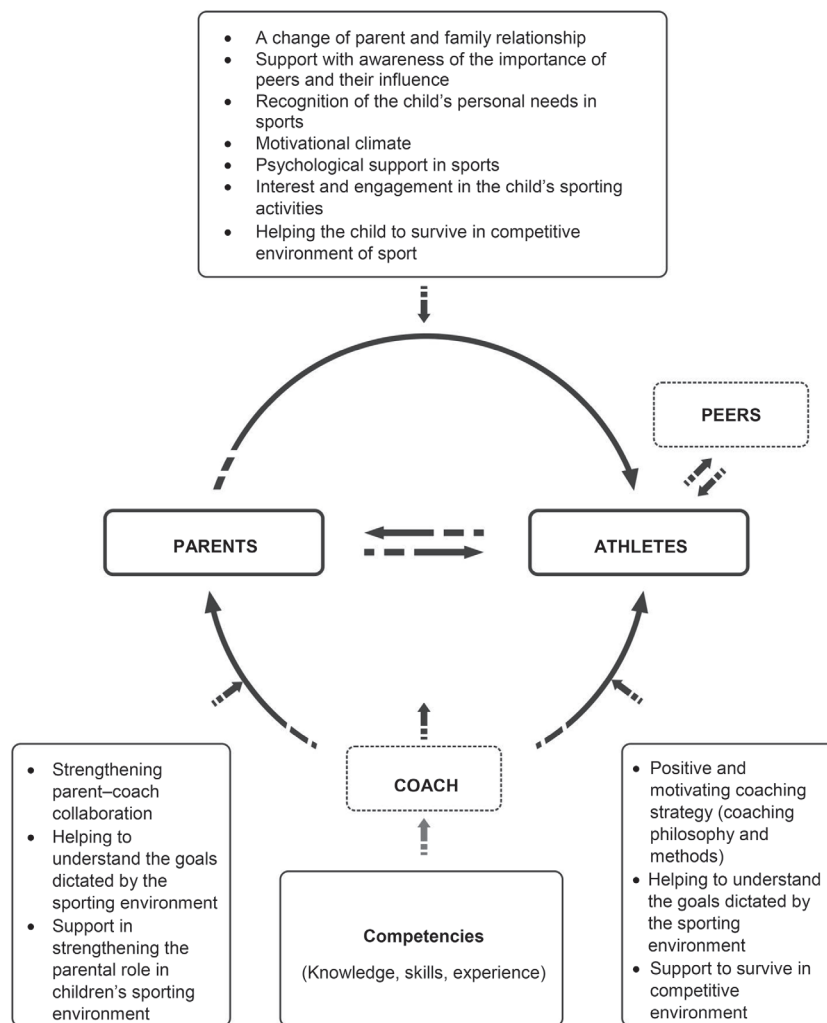 • A change of parent and family relationship
• Support with awareness of the importance of
peers and their influence
• Recognition of the child's personal needs in
sports
• Motivational climate
• Psychological support in sports
• Interest and engagement in the child's sporting
activities
• Helping the child to survive in competitive
environment of sport
PEERS
PARENTS
ATHLETES
COACH
• Strengthening
parent–coach
collaboration
• Helping to
understand the goals
dictated by the
sporting environment
• Support in
strengthening the
parental role in
children's sporting
environment
Competencies
(Knowledge, skills, experience)
• Positive and
motivating coaching
strategy (coaching
philosophy and
methods)
• Helping to understand
the goals dictated by
the sporting
environment
• Support to survive in
competitive
environment